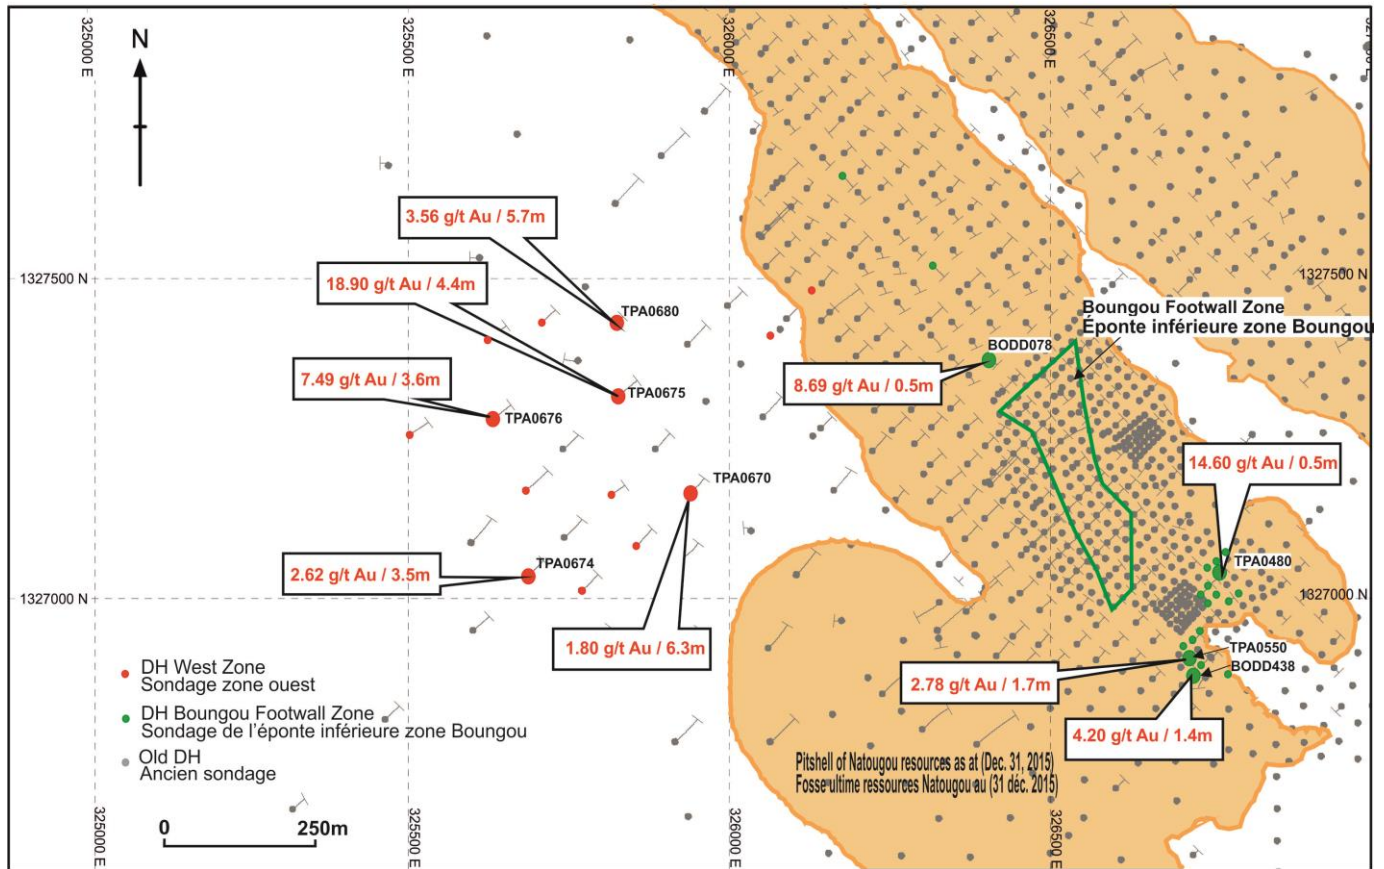 325000 E
325500 E
326000 E
326500 E
N
3.56 g/t Au / 5.7m
1327500 N
1327500 N
18.90 g/t Au / 4.4m
Boungou Footwall Zone
Éponte inférieure zone Boungou
TPA0680
BODD078
7.49 g/t Au / 3.6m
8.69 g/t Au / 0.5m
TPA0675
TPA0676
14.60 g/t Au / 0.5m
TPA0670
TPA0674
TPA0480
2.62 g/t Au / 3.5m
1327000 N
1327000 N
1.80 g/t Au / 6.3m
TPA0550
BODD438
2.78 g/t Au / 1.7m
4.20 g/t Au / 1.4m
DH West Zone
Sondage zone ouest
DH Boungou Footwall Zone
Sondage de l'éponte inférieure zone Boungou
Old DH
Ancien sondage
Pitshell of Natougou resources as at (Dec. 31, 2015)
Fosse ultime ressources Natougou au (31 déc. 2015)
0 250m
325000 E
325500 E
326000 E
326500 E